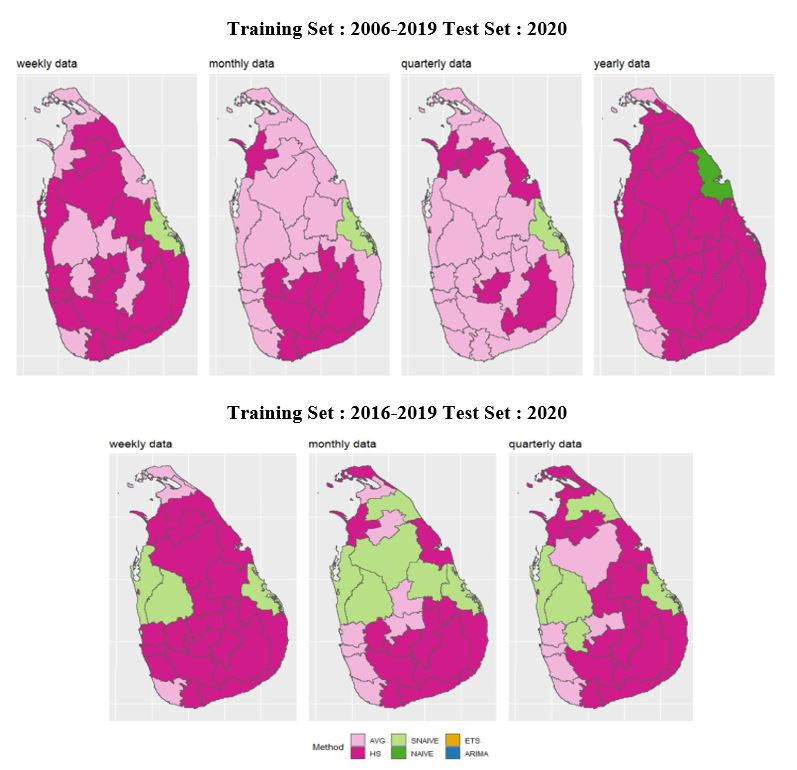 Training Set : 2006-2019 Test Set : 2020
weekly data monthly data quarterly data yearly data
Training Set : 2016-2019 Test Set : 2020
weekly data monthly data quarterly data
Method AVG SNAIVE ETS
HS NAIVE ARIMA